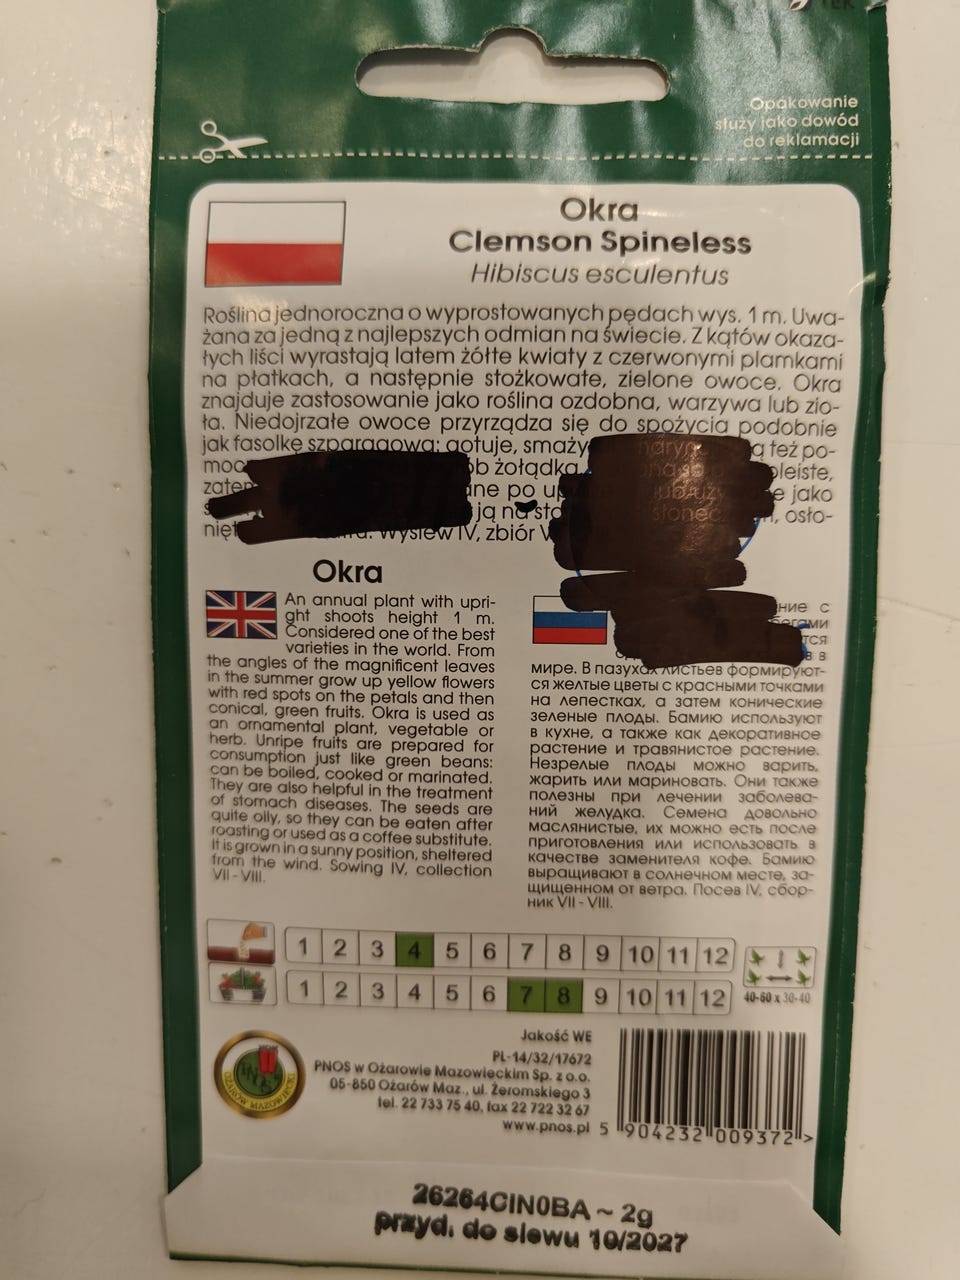 TEK
Opakowanie
służy jako dowód
do reklamacji
Okra
Clemson Spineless
Hibiscus esculentus
Roślina jednoroczna o wyprostowanych pędach wys. 1 m. Uwa-
żana za jedną z najlepszych odmian na świecie. Z kątów okaza-
łych liści wyrastają latem żółte kwiaty z czerwonymi plamkami
na płatkach, a następnie stożkowate, zielone owoce. Okra
znajduje zastosowanie jako roślina ozdobna, warzywa lub zio-
ła. Niedojrzałe owoce przyrządza się do spożycia podobnie
jak fasolkę szparagową: gotuje, smaży też po-
żołądka. oleiste,
po jako
ją na osło-
Wysiew IV, zbiór
Okra
An annual plant with upri-
ght shoots height 1 m.
Considered one of the best
varieties in the world. From
the angles of the magnificent leaves
in the summer grow up yellow flowers
with red spots on the petals and then
conical, green fruits. Okra is used as
an ornamental plant, vegetable or
herb. Unripe fruits are prepared for
consumption just like green beans:
can be boiled, cooked or marinated.
They are also helpful in the treatment
of stomach diseases. The seeds are
quite oily, so they can be eaten after
roasting or used as a coffee substitute.
It is grown in a sunny position, sheltered
from the wind. Sowing IV, collection
VII - VIII.
ние с
в
мире. В пазухах листьев формируют-
ся желтые цветы с красными точками
на лепестках, а затем конические
зеленые плоды. Бамию используют
в кухне, а также как декоративное
растение и травянистое растение.
Незрелые плоды можно варить,
жарить или мариновать. Они также
полезны при лечении заболева-
ний желудка. Семена довольно
маслянистые, их можно есть после
приготовления или использовать в
качестве заменителя кофе. Бамию
выращивают в солнечном месте, за-
щищенном от ветра. Посев IV, сбор-
ник VII - VIII.
1 2 3 4 5 6 7 8 9 10 11 12
1 2 3 4 5 6 7 8 9 10 11 12
40-60 x 30-40
Jakość WE
PL-14/32/17672
PNOS w Ożarowie Mazowieckim Sp. z o.o.
05-850 Ożarów Maz., ul. Żeromskiego 3
tel. 22 733 75 40, fax 22 722 32 67
www.pnos.pl
PNOS
OŻARÓW MAZOWIECKI
5 904232 009372 >
26264CIN0BA ~ 2g
przyd. do siewu 10/2027